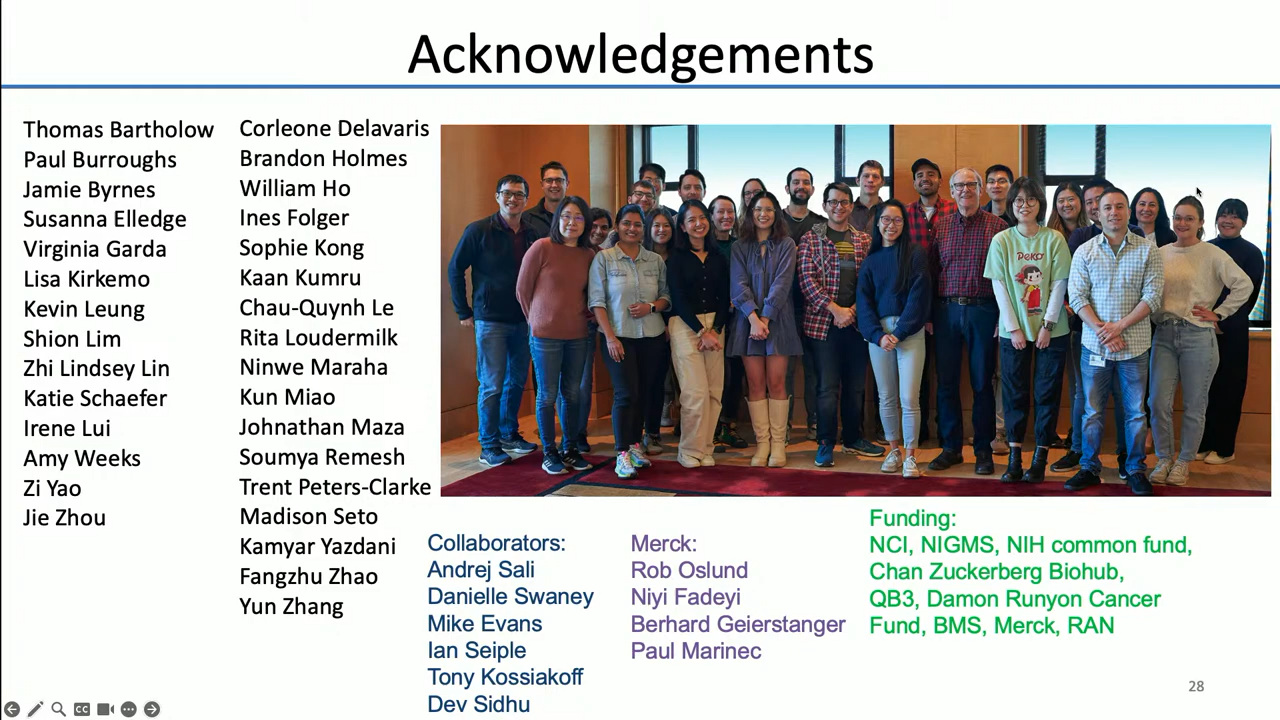 Acknowledgements
Thomas Bartholow
Paul Burroughs
Jamie Byrnes
Susanna Elledge
Virginia Garda
Lisa Kirkemo
Kevin Leung
Shion Lim
Zhi Lindsey Lin
Katie Schaefer
Irene Lui
Amy Weeks
Zi Yao
Jie Zhou
Corleone Delavaris
Brandon Holmes
William Ho
Ines Folger
Sophie Kong
Kaan Kumru
Chau-Quynh Le
Rita Loudermilk
Ninwe Maraha
Kun Miao
Johnathan Maza
Soumya Remesh
Trent Peters-Clarke
Madison Seto
Kamyar Yazdani
Fangzhu Zhao
Yun Zhang
Peko
Collaborators:
Andrej Sali
Danielle Swaney
Mike Evans
Ian Seiple
Tony Kossiakoff
Dev Sidhu
Merck:
Rob Oslund
Niyi Fadeyi
Berhard Geierstanger
Paul Marinec
Funding:
NCI, NIGMS, NIH common fund,
Chan Zuckerberg Biohub,
QB3, Damon Runyon Cancer
Fund, BMS, Merck, RAN
28
CC